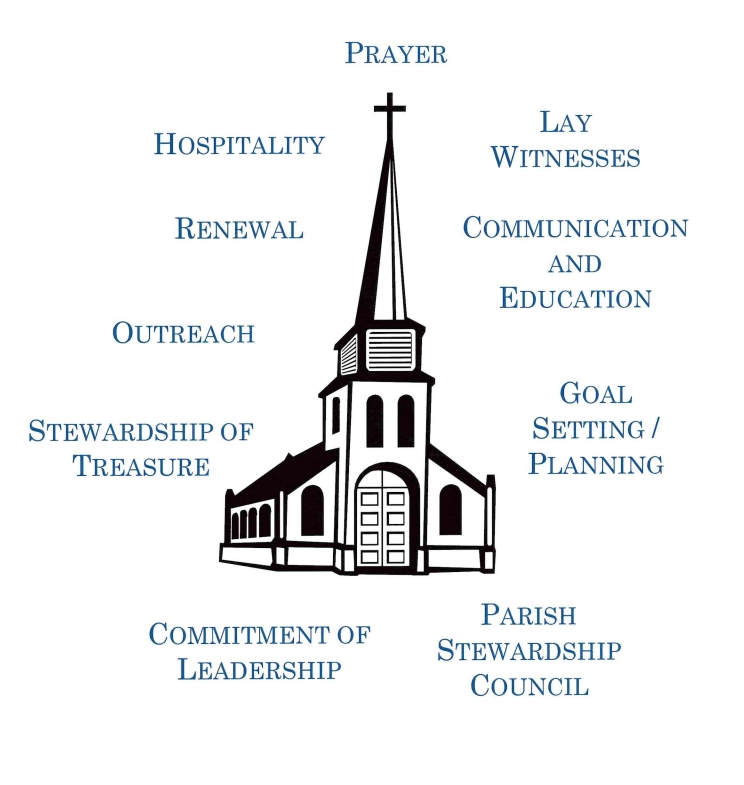 PRAYER
HOSPITALITY
LAY
WITNESSES
RENEWAL
COMMUNICATION
AND
EDUCATION
OUTREACH
GOAL
SETTING /
PLANNING
STEWARDSHIP OF
TREASURE
COMMITMENT OF
LEADERSHIP
PARISH
STEWARDSHIP
COUNCIL